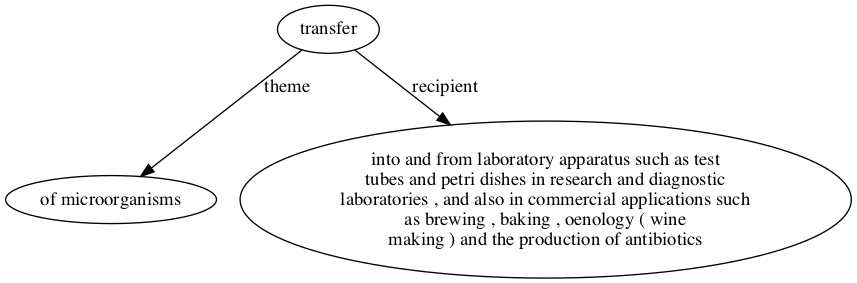 transfer
theme
recipient
of microorganisms
into and from laboratory apparatus such as test
tubes and petri dishes in research and diagnostic
laboratories , and also in commercial applications such
as brewing , baking , oenology ( wine
making ) and the production of antibiotics